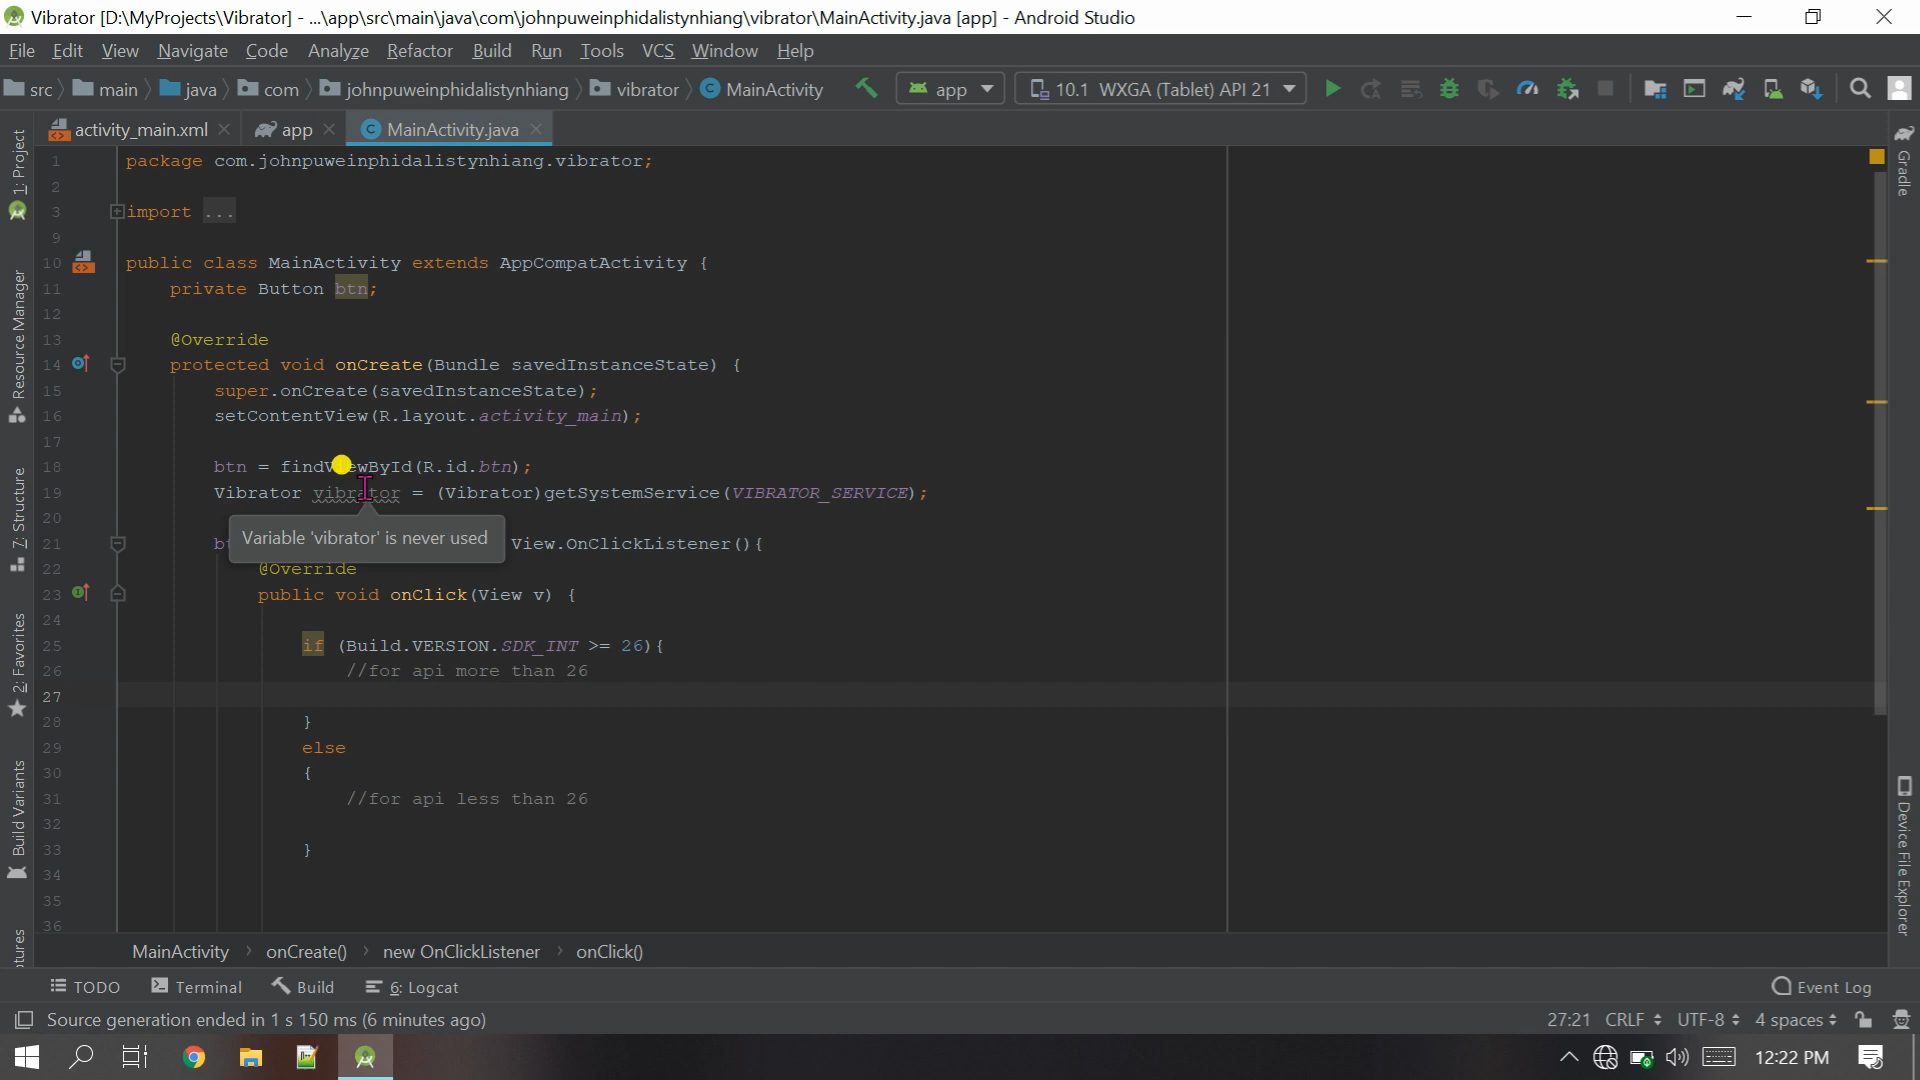 Vibrator [D:\MyProjects\Vibrator] - ...\app\src\main\java\com\johnpuweinphidalistynhiang\vibrator\MainActivity.java [app] - Android Studio
File Edit View Navigate Code Analyze Refactor Build Run Tools VCS Window Help
src main java com johnpuweinphidalistynhiang vibrator MainActivity app 10.1 WXGA (Tablet) API 21
activity_main.xml app MainActivity.java
1: Project
Resource Manager
7: Structure
2: Favorites
Build Variants
1 package com.johnpuweinphidalistynhiang.vibrator;
2
3 import ...
9
10 public class MainActivity extends AppCompatActivity {
11 private Button btn;
12
13 @Override
14 protected void onCreate(Bundle savedInstanceState) {
15 super.onCreate(savedInstanceState);
16 setContentView(R.layout.activity_main);
17
18 btn = findViewById(R.id.btn);
19 Vibrator vibrator = (Vibrator)getSystemService(VIBRATOR_SERVICE);
20
Variable 'vibrator' is never used
21 View.OnClickListener(){
22 @Override
23 public void onClick(View v) {
24
25 if (Build.VERSION.SDK_INT >= 26){
26 //for api more than 26
27
28 }
29 else
30 {
31 //for api less than 26
32
33 }
34
35
36
Gradle
Device File Explorer
MainActivity onCreate() new OnClickListener onClick()
TODO Terminal Build 6: Logcat Event Log
Source generation ended in 1 s 150 ms (6 minutes ago) 27:21 CRLF UTF-8 4 spaces
12:22 PM